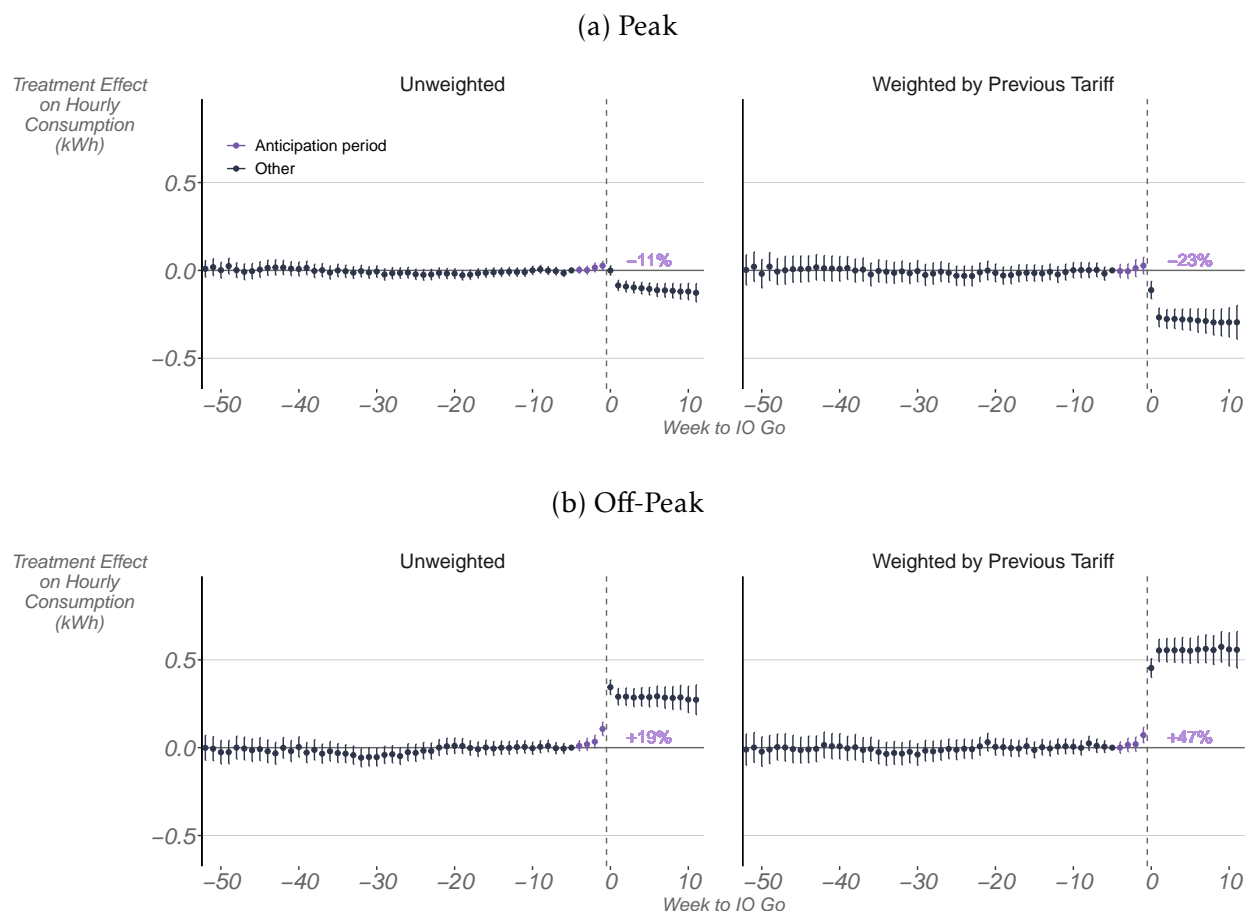 (a) Peak
Treatment Effect
on Hourly
Consumption
(kWh)
Unweighted
Weighted by Previous Tariff
Anticipation period
Other
0.5
0.0
−0.5
−11%
−23%
−50 −40 −30 −20 −10 0 10 −50 −40 −30 −20 −10 0 10
Week to IO Go
(b) Off-Peak
Treatment Effect
on Hourly
Consumption
(kWh)
Unweighted
Weighted by Previous Tariff
0.5
0.0
−0.5
+19%
+47%
−50 −40 −30 −20 −10 0 10 −50 −40 −30 −20 −10 0 10
Week to IO Go